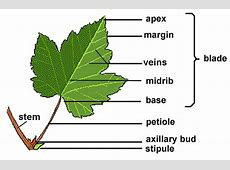 apex
margin
veins
blade
midrib
base
stem
petiole
axillary bud
stipule